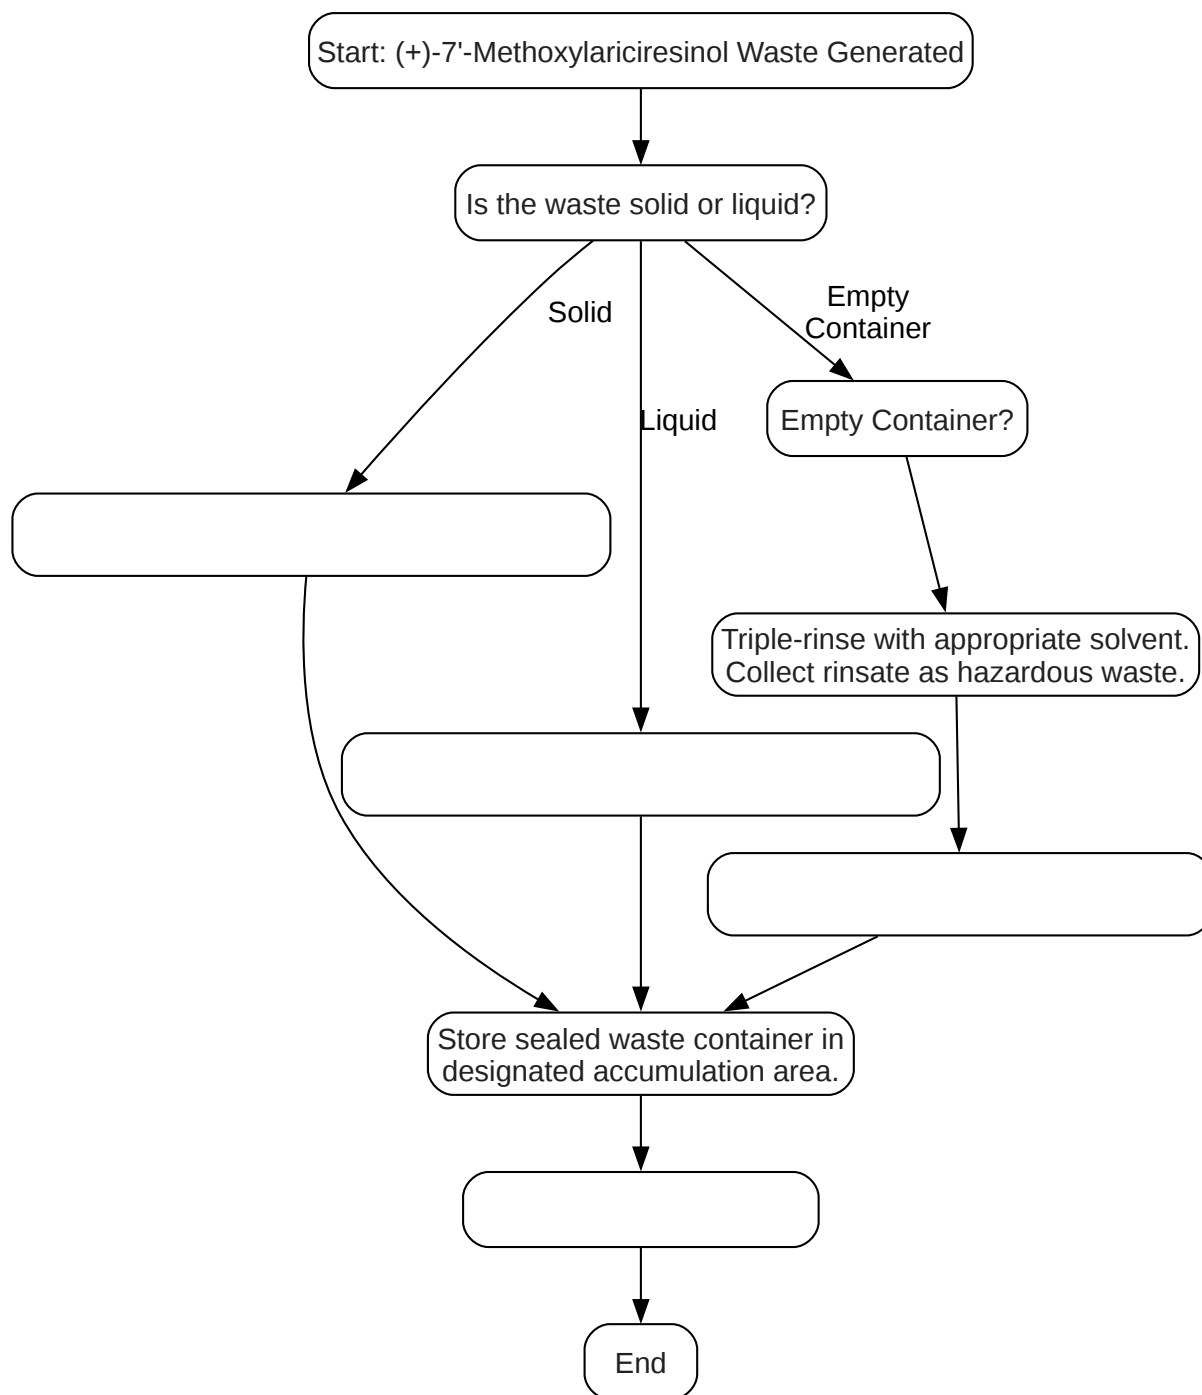 Start: (+)-7'-Methoxylariciresinol Waste Generated
Is the waste solid or liquid?
Solid
Empty
Container
Liquid
Empty Container?
Triple-rinse with appropriate solvent.
Collect rinsate as hazardous waste.
Store sealed waste container in
designated accumulation area.
End